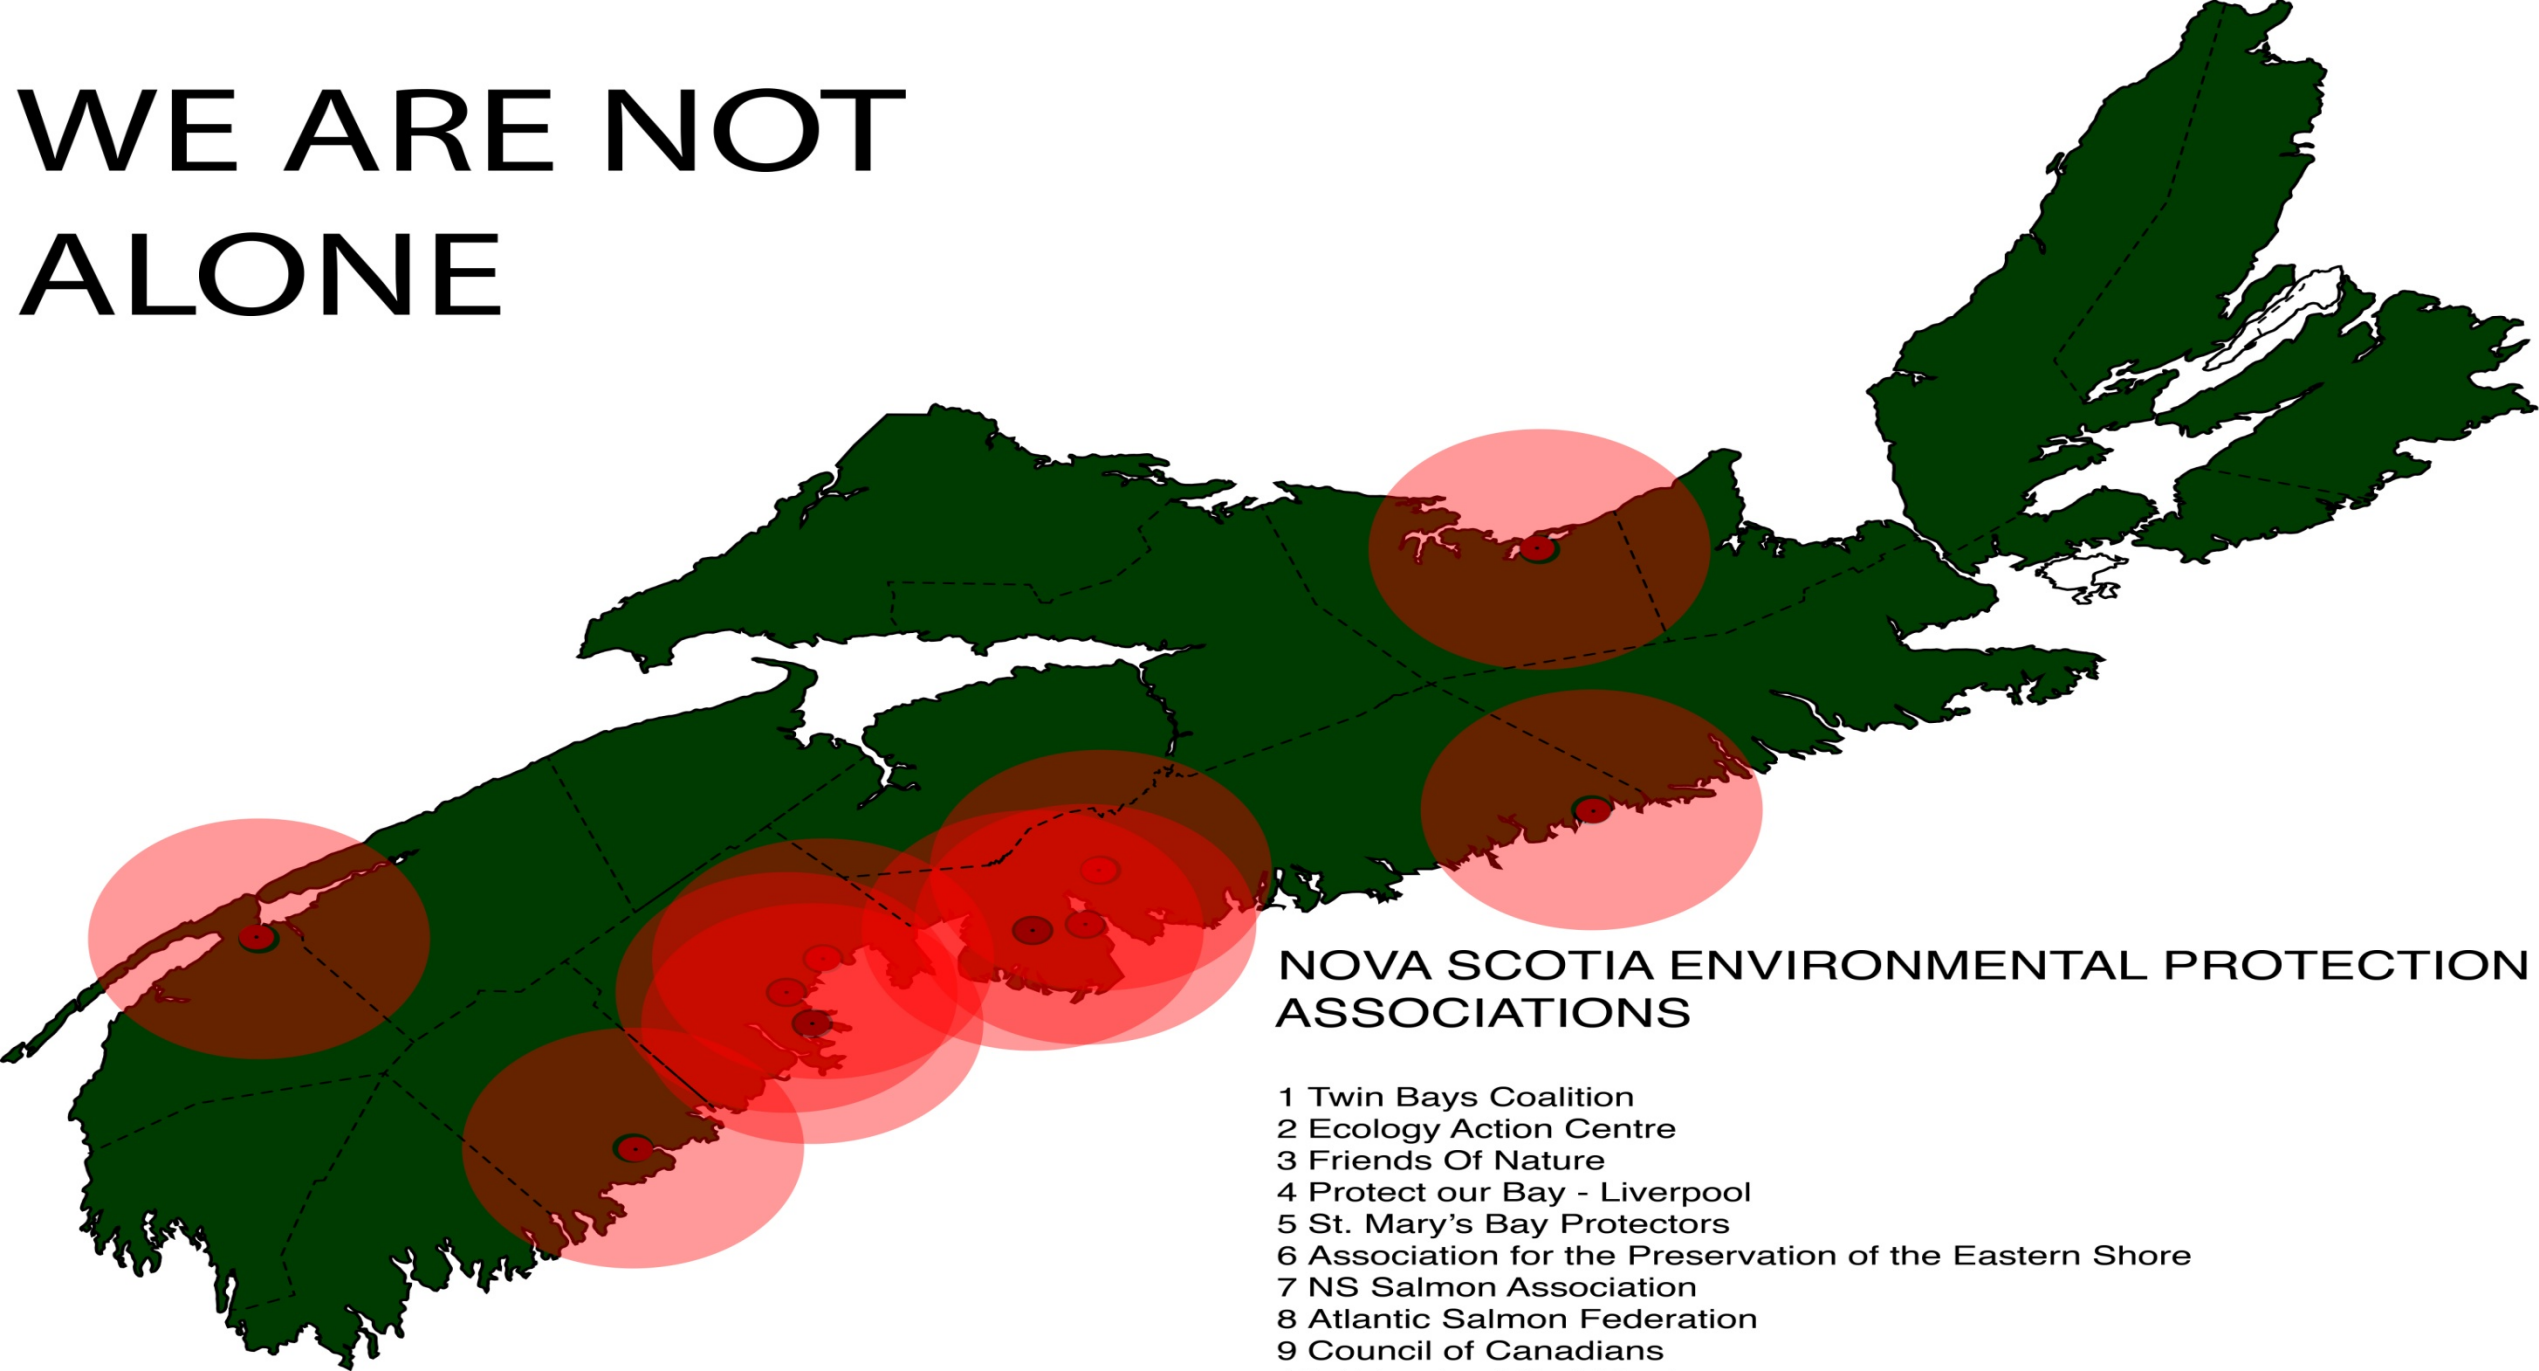 WE ARE NOT
ALONE
NOVA SCOTIA ENVIRONMENTAL PROTECTION
ASSOCIATIONS
1 Twin Bays Coalition
2 Ecology Action Centre
3 Friends Of Nature
4 Protect our Bay - Liverpool
5 St. Mary’s Bay Protectors
6 Association for the Preservation of the Eastern Shore
7 NS Salmon Association
8 Atlantic Salmon Federation
9 Council of Canadians